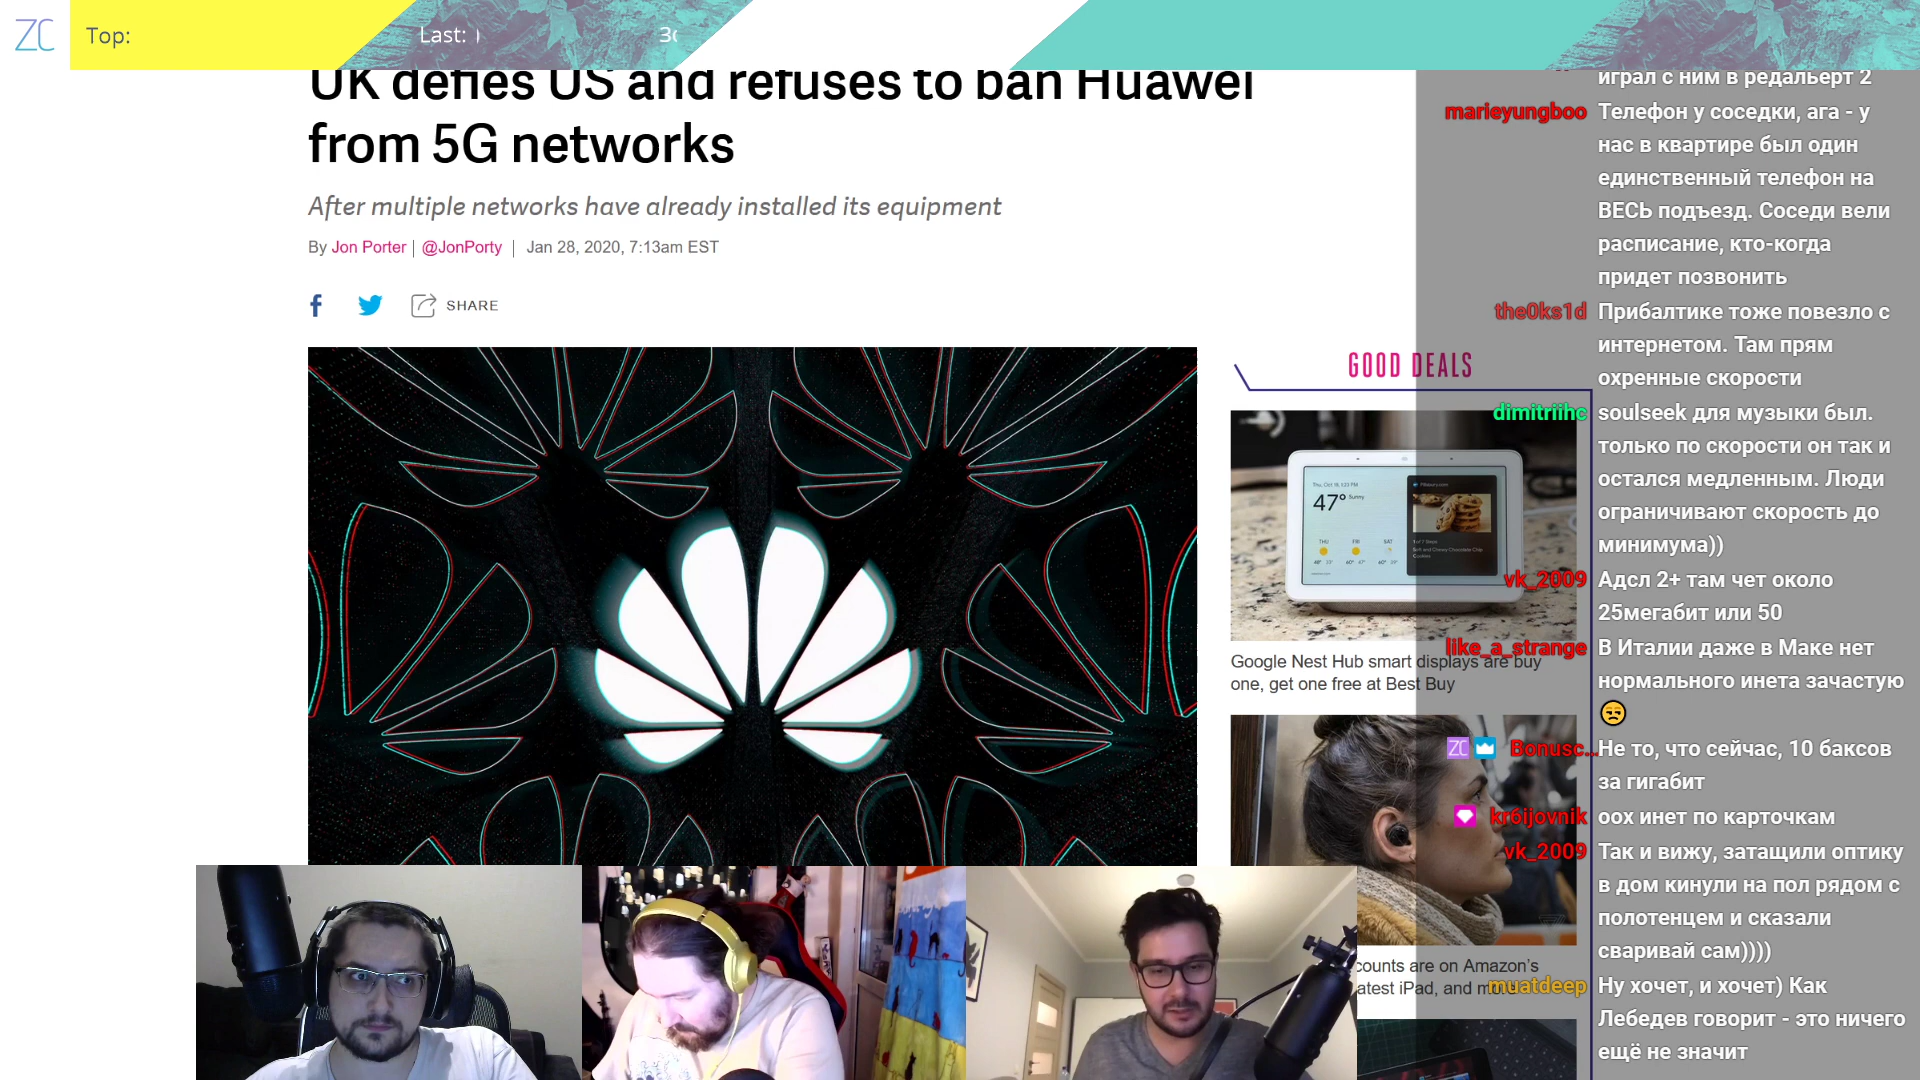 ZC
Top:
Last:
UK defies US and refuses to ban Huawei
from 5G networks
After multiple networks have already installed its equipment
By Jon Porter | @JonPorty | Jan 28, 2020, 7:13am EST
SHARE
GOOD DEALS
47° Sunny
THU
FRI
SAT
Google Nest Hub smart displays are buy
one, get one free at Best Buy
counts are on Amazon's
atest iPad, and more
играл с ним в редальерт 2
marieyungboo Телефон у соседки, ага - у
нас в квартире был один
единственный телефон на
ВЕСЬ подъезд. Соседи вели
расписание, кто-когда
придет позвонить
the0ks1d Прибалтике тоже повезло с
интернетом. Там прям
охренные скорости
dimitriihc soulseek для музыки был.
только по скорости он так и
остался медленным. Люди
ограничивают скорость до
минимума))
vk_2009 Адсл 2+ там чет около
25мегабит или 50
like_a_strange В Италии даже в Маке нет
нормального инета зачастую
ZC Bonusc... Не то, что сейчас, 10 баксов
за гигабит
kr6ijovnik оох инет по карточкам
vk_2009 Так и вижу, затащили оптику
в дом кинули на пол рядом с
полотенцем и сказали
сваривай сам))))
muatdeep Ну хочет, и хочет) Как
Лебедев говорит - это ничего
ещё не значит